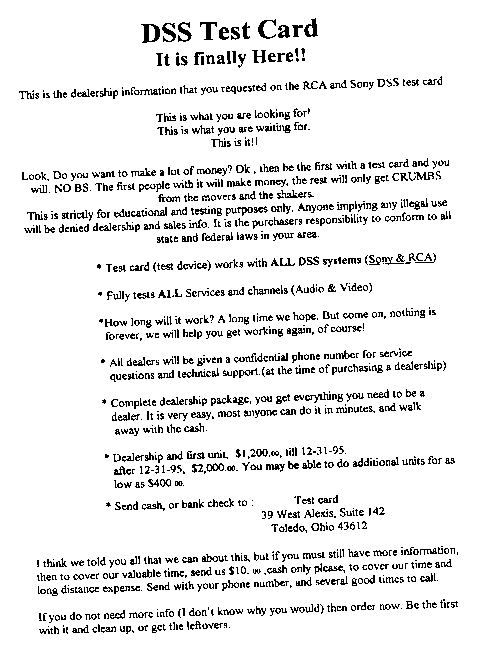 DSS Test Card
It is finally Here!!
This is the dealership information that you requested on the RCA and Sony DSS test card
This is what you are looking for!
This is what you are waiting for.
This is it!!
Look, Do you want to make a lot of money? Ok , then be the first with a test card and you
will. NO BS. The first people with it will make money, the rest will only get CRUMBS
from the movers and the shakers.
This is strictly for educational and testing purposes only. Anyone implying any illegal use
will be denied dealership and sales info. It is the purchasers responsibility to conform to all
state and federal laws in your area.
* Test card (test device) works with ALL DSS systems (Sony & RCA)
* Fully tests ALL Services and channels (Audio & Video)
*How long will it work? A long time we hope. But come on, nothing is
forever, we will help you get working again, of course!
* All dealers will be given a confidential phone number for service
questions and technical support.(at the time of purchasing a dealership)
* Complete dealership package, you get everything you need to be a
dealer. It is very easy, most anyone can do it in minutes, and walk
away with the cash.
* Dealership and first unit, $1,200.00, till 12-31-95.
after 12-31-95, $2,000.00. You may be able to do additional units for as
low as $400 00.
* Send cash, or bank check to : Test card
39 West Alexis, Suite 142
Toledo, Ohio 43612
I think we told you all that we can about this, but if you must still have more information,
then to cover our valuable time, send us $10. 00 ,cash only please, to cover our time and
long distance expense. Send with your phone number, and several good times to call.
If you do not need more info (I don't know why you would) then order now. Be the first
with it and clean up, or get the leftovers.